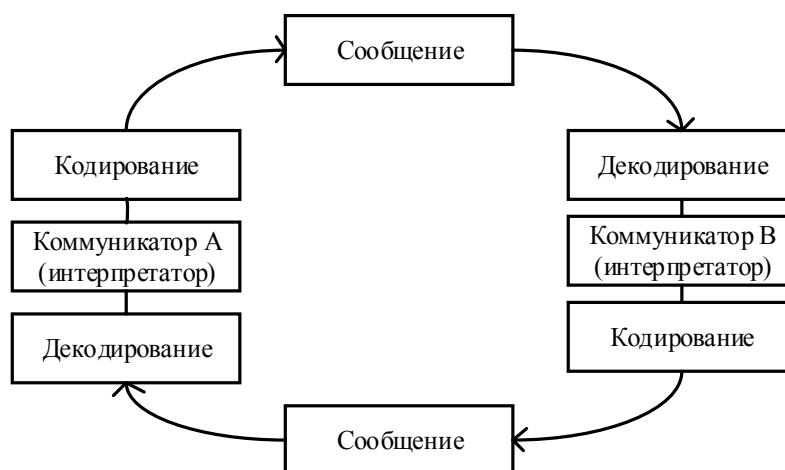 Сообщение
Кодирование
Декодирование
Коммуникатор А
(интерпретатор)
Коммуникатор В
(интерпретатор)
Декодирование
Кодирование
Сообщение